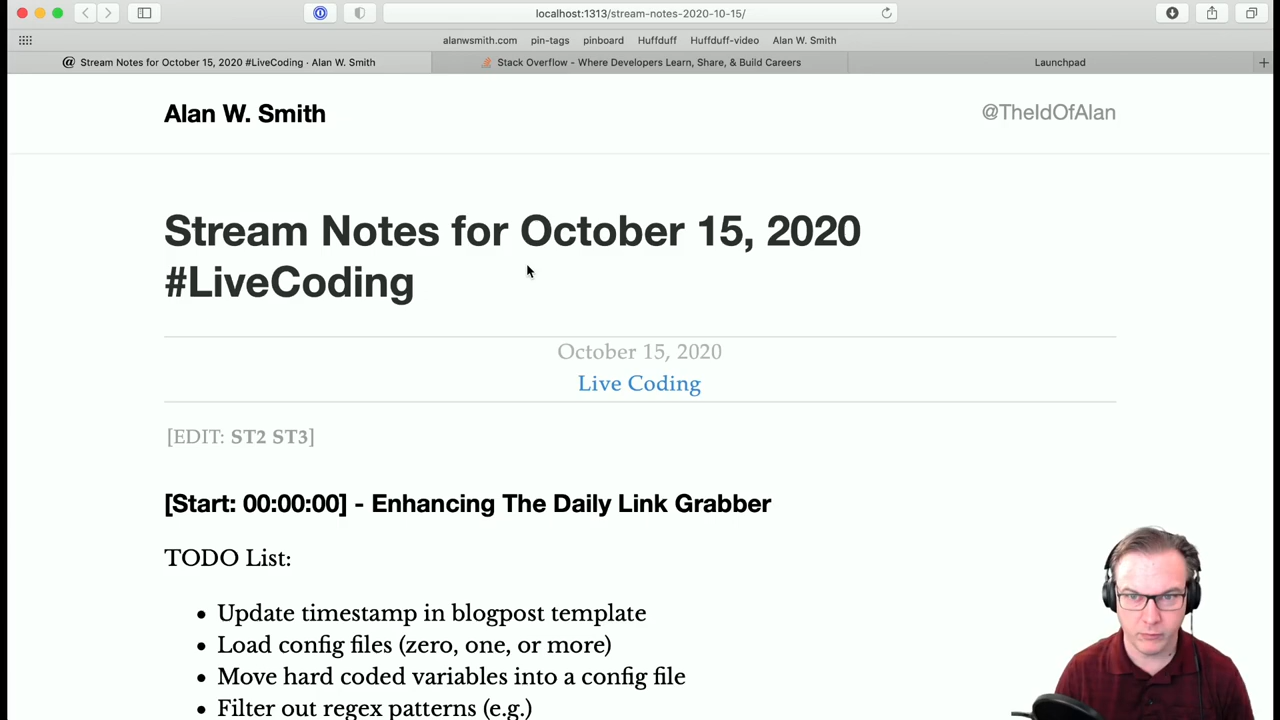 localhost:1313/stream-notes-2020-10-15/
alanwsmith.com pin-tags pinboard Huffduff Huffduff-video Alan W. Smith
@ Stream Notes for October 15, 2020 #LiveCoding · Alan W. Smith
Stack Overflow - Where Developers Learn, Share, & Build Careers
Launchpad
Alan W. Smith
@TheIdOfAlan
Stream Notes for October 15, 2020
#LiveCoding
October 15, 2020
Live Coding
[EDIT: ST2 ST3]
[Start: 00:00:00] - Enhancing The Daily Link Grabber
TODO List:
• Update timestamp in blogpost template
• Load config files (zero, one, or more)
• Move hard coded variables into a config file
• Filter out regex patterns (e.g.)